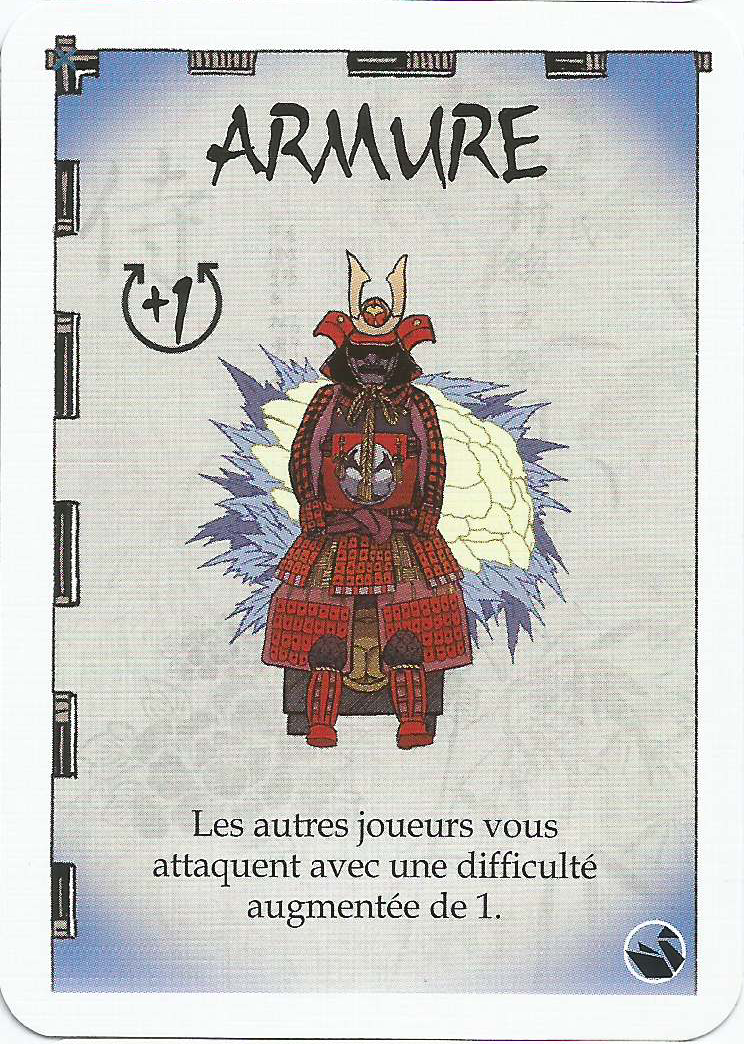 ARMURE
+1
Les autres joueurs vous
attaquent avec une difficulté
augmentée de 1.